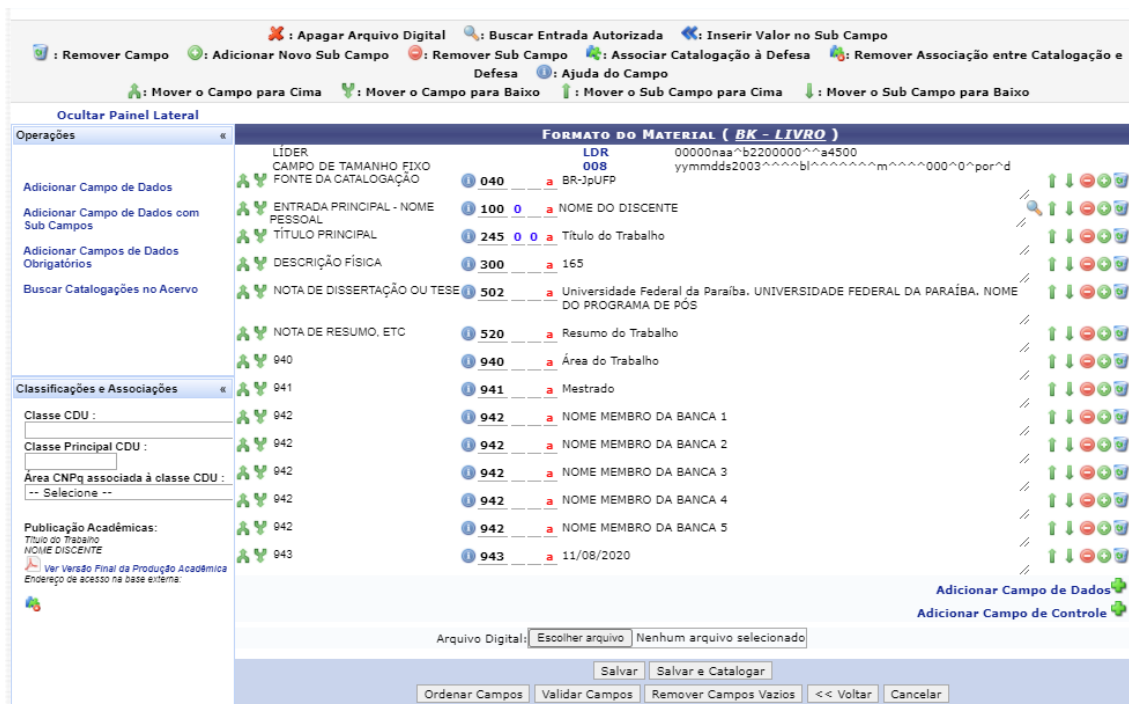 : Apagar Arquivo Digital : Buscar Entrada Autorizada : Inserir Valor no Sub Campo
: Remover Campo : Adicionar Novo Sub Campo : Remover Sub Campo : Associar Catalogação à Defesa : Remover Associação entre Catalogação e
Defesa : Ajuda do Campo
: Mover o Campo para Cima : Mover o Campo para Baixo : Mover o Sub Campo para Cima : Mover o Sub Campo para Baixo
Ocultar Painel Lateral
Operações «
Adicionar Campo de Dados
Adicionar Campo de Dados com
Sub Campos
Adicionar Campos de Dados
Obrigatórios
Buscar Catalogações no Acervo
Classificações e Associações «
Classe CDU :
Classe Principal CDU :
Área CNPq associada à classe CDU :
-- Selecione --
Publicação Acadêmicas:
Título do Trabalho
NOME DISCENTE
Ver Versão Final da Produção Acadêmica
Endereço de acesso na base externa:
FORMATO DO MATERIAL ( BK - LIVRO )
LÍDER LDR 00000naa^b2200000^^a4500
CAMPO DE TAMANHO FIXO 008 yymmdds2003^^^^bl^^^^^^^m^^^^000^0^por^d
FONTE DA CATALOGAÇÃO 040 a BR-JpUFP
ENTRADA PRINCIPAL - NOME 100 0 a NOME DO DISCENTE
PESSOAL
TÍTULO PRINCIPAL 245 0 0 a Título do Trabalho
DESCRIÇÃO FÍSICA 300 a 165
NOTA DE DISSERTAÇÃO OU TESE 502 a Universidade Federal da Paraíba. UNIVERSIDADE FEDERAL DA PARAÍBA. NOME
DO PROGRAMA DE PÓS
NOTA DE RESUMO, ETC 520 a Resumo do Trabalho
940 940 a Área do Trabalho
941 941 a Mestrado
942 942 a NOME MEMBRO DA BANCA 1
942 942 a NOME MEMBRO DA BANCA 2
942 942 a NOME MEMBRO DA BANCA 3
942 942 a NOME MEMBRO DA BANCA 4
942 942 a NOME MEMBRO DA BANCA 5
943 943 a 11/08/2020
Adicionar Campo de Dados
Adicionar Campo de Controle
Arquivo Digital: Escolher arquivo Nenhum arquivo selecionado
Salvar Salvar e Catalogar
Ordenar Campos Validar Campos Remover Campos Vazios << Voltar Cancelar